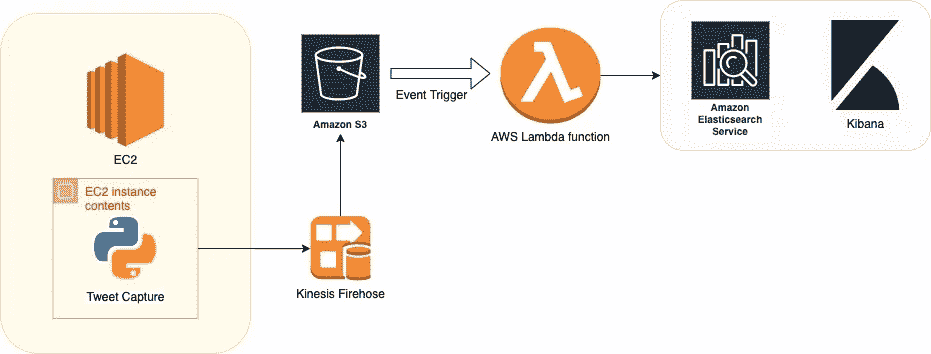 EC2
EC2 instance
contents
Tweet Capture
Kinesis Firehose
Amazon S3
Event Trigger
AWS Lambda function
Amazon
Elasticsearch
Service
Kibana